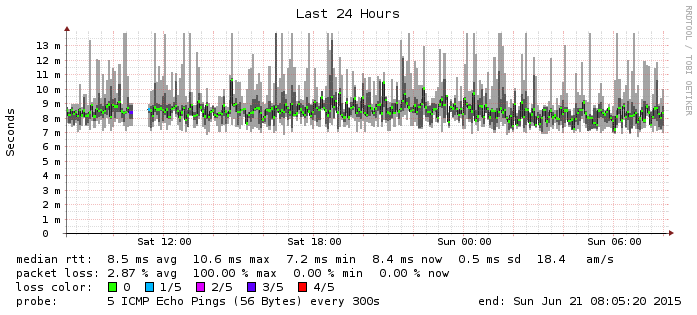 Last 24 Hours
RRDTOOL / TOBI OETIKER
Seconds
13 m
12 m
11 m
10 m
9 m
8 m
7 m
6 m
5 m
4 m
3 m
2 m
1 m
0
Sat 12:00 Sat 18:00 Sun 00:00 Sun 06:00
median rtt: 8.5 ms avg 10.6 ms max 7.2 ms min 8.4 ms now 0.5 ms sd 18.4 am/s
packet loss: 2.87 % avg 100.00 % max 0.00 % min 0.00 % now
loss color: 0 1/5 2/5 3/5 4/5
probe: 5 ICMP Echo Pings (56 Bytes) every 300s end: Sun Jun 21 08:05:20 2015